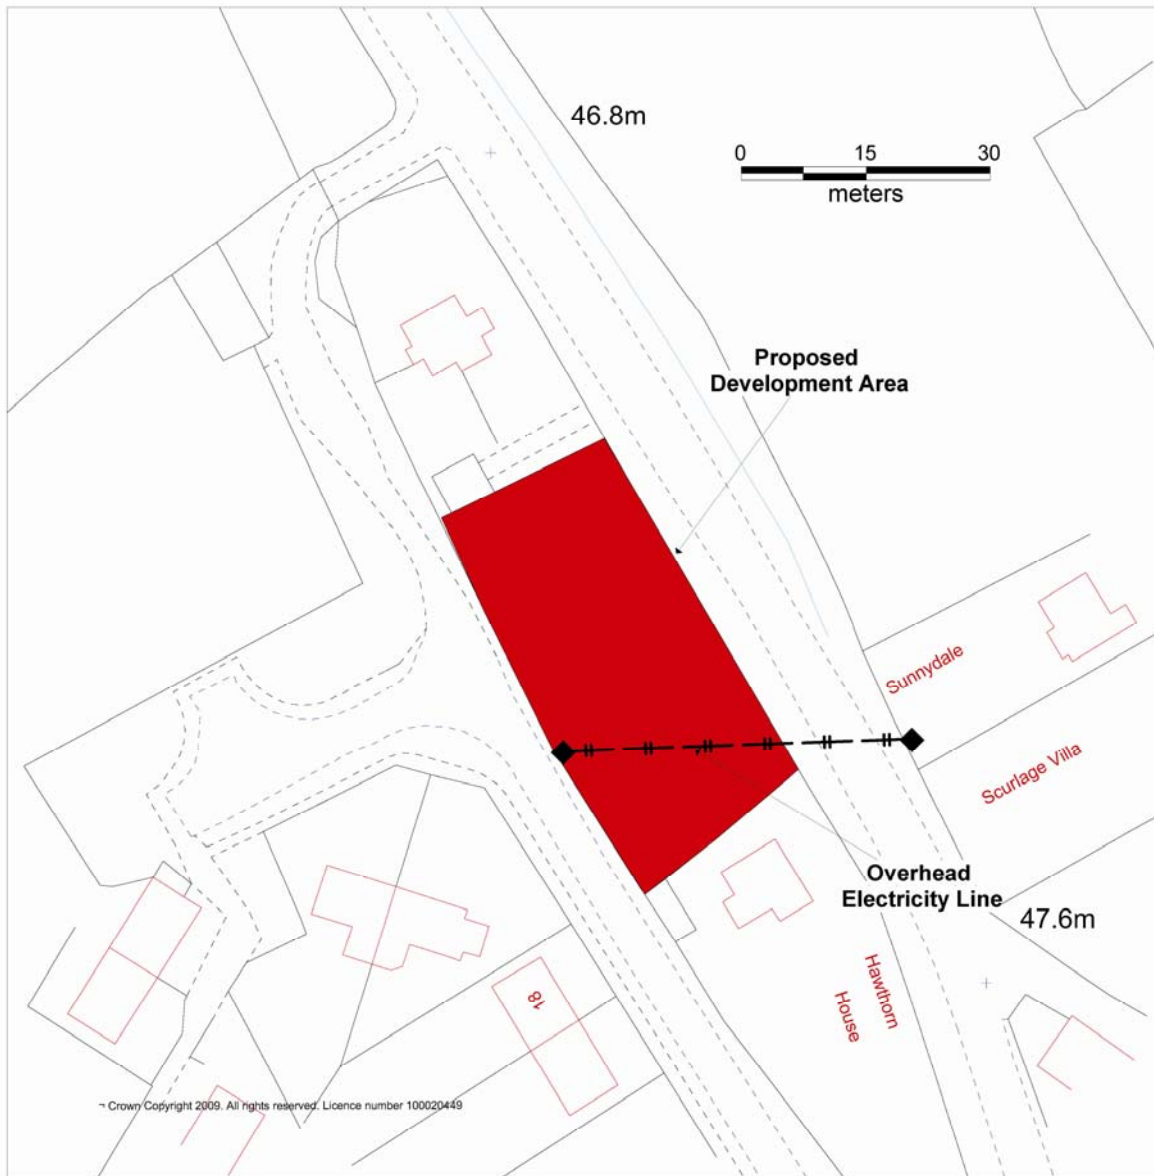 46.8m
0 15 30
meters
Proposed
Development Area
Sunnydale
Scurlage Villa
Overhead
Electricity Line
47.6m
Hawthorn
House
18
¬ Crown Copyright 2009. All rights reserved. Licence number 100020449